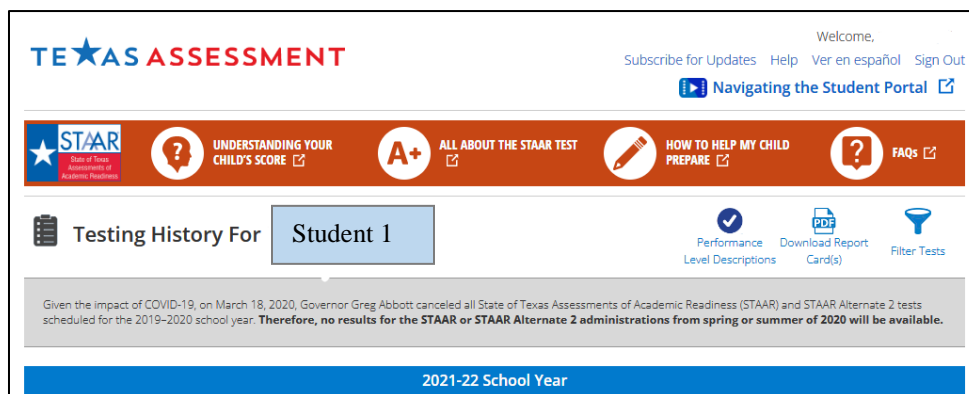 Welcome,
TEXAS ASSESSMENT
Subscribe for Updates Help Ver en español Sign Out
Navigating the Student Portal
STAAR
State of Texas
Assessments of
Academic Readiness
UNDERSTANDING YOUR
CHILD'S SCORE
A+
ALL ABOUT THE STAAR TEST
HOW TO HELP MY CHILD
PREPARE
?
FAQs
Testing History For Student 1
Performance
Level Descriptions
PDF
Download Report
Card(s)
Filter Tests
Given the impact of COVID-19, on March 18, 2020, Governor Greg Abbott canceled all State of Texas Assessments of Academic Readiness (STAAR) and STAAR Alternate 2 tests
scheduled for the 2019–2020 school year. Therefore, no results for the STAAR or STAAR Alternate 2 administrations from spring or summer of 2020 will be available.
2021-22 School Year